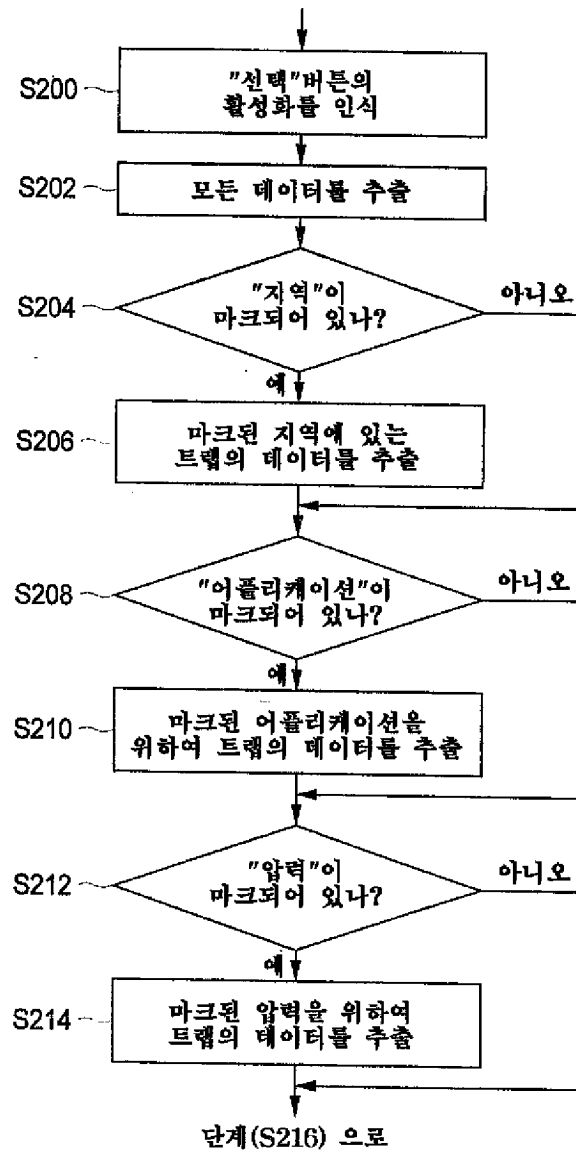 S200
"선택"버튼의
활성화를 인식
S202
모든 데이터를 추출
S204
"지역"이
마크되어 있나?
아니오
예
S206
마크된 지역에 있는
트랩의 데이터를 추출
S208
"어플리케이션"이
마크되어 있나?
아니오
예
S210
마크된 어플리케이션을
위하여 트랩의 데이터를 추출
S212
"압력"이
마크되어 있나?
아니오
예
S214
마크된 압력을 위하여
트랩의 데이터를 추출
단계(S216) 으로